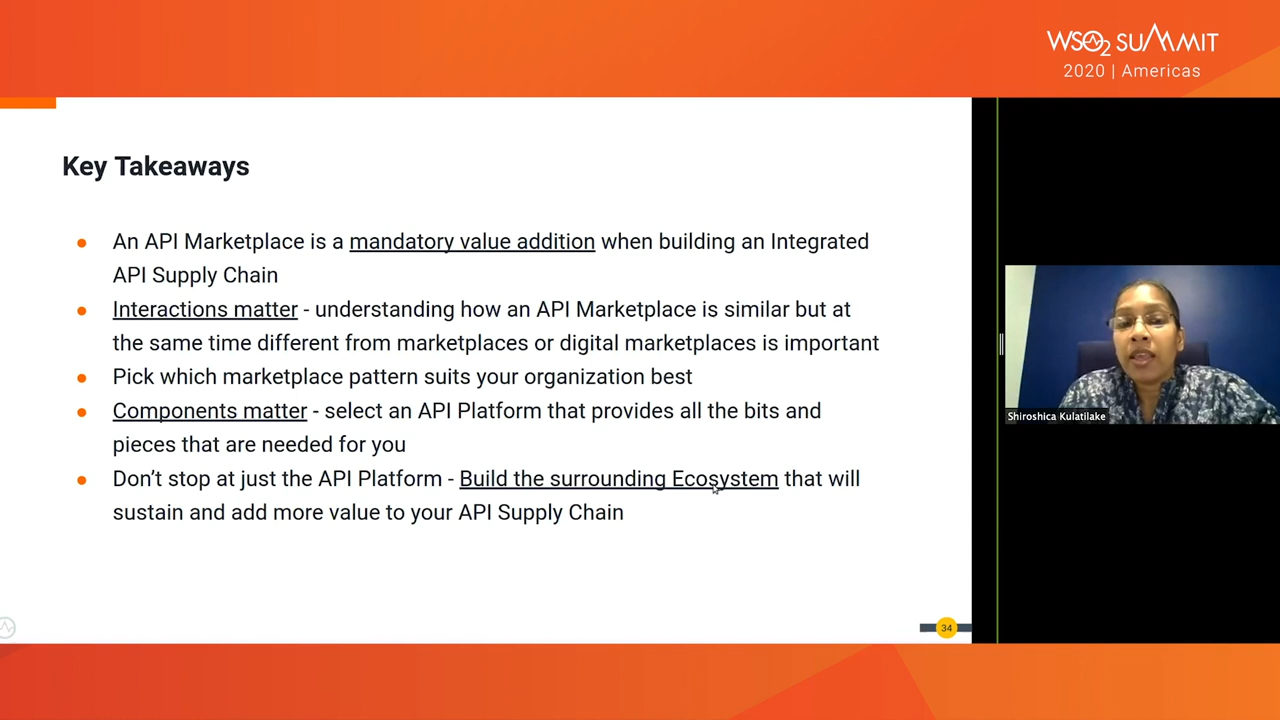 WSO2 SUMMIT
2020 | Americas
Key Takeaways
An API Marketplace is a mandatory value addition when building an Integrated
API Supply Chain
Interactions matter - understanding how an API Marketplace is similar but at
the same time different from marketplaces or digital marketplaces is important
Pick which marketplace pattern suits your organization best
Components matter - select an API Platform that provides all the bits and
pieces that are needed for you
Don’t stop at just the API Platform - Build the surrounding Ecosystem that will
sustain and add more value to your API Supply Chain
Shiroshica Kulatilake
34